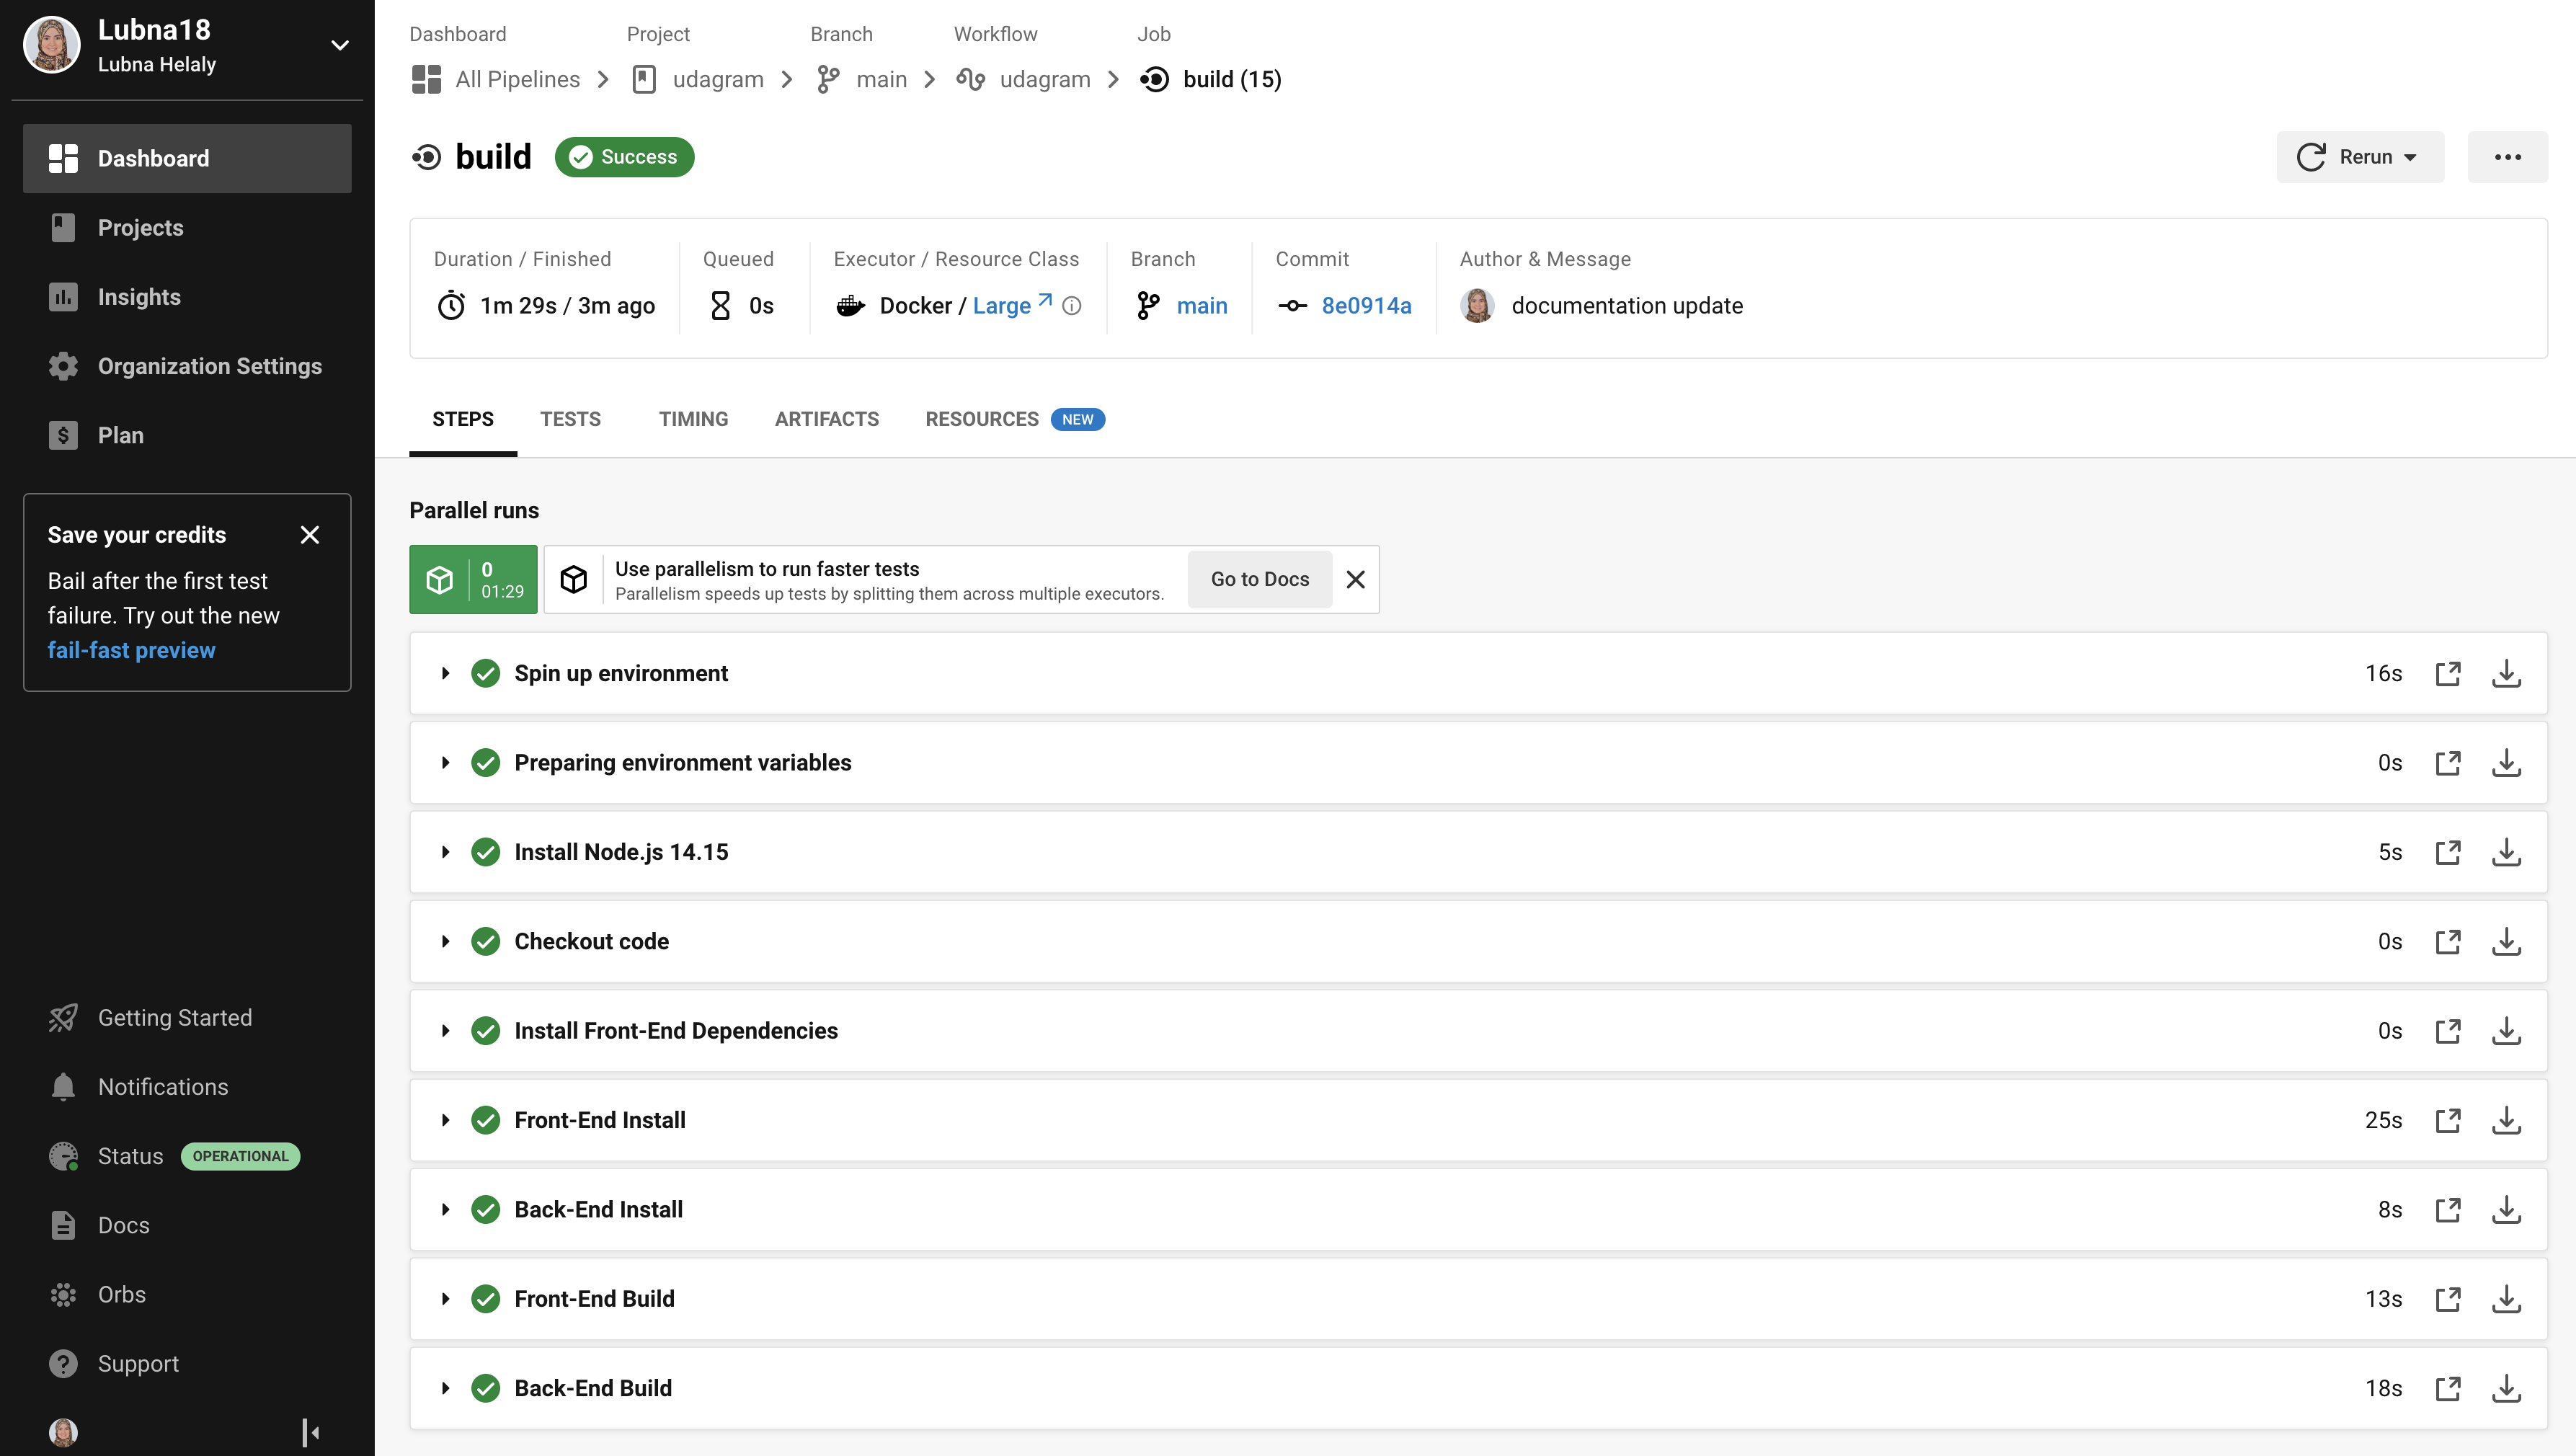 Lubna18
Lubna Helaly
Dashboard
Projects
Insights
Organization Settings
Plan
Save your credits
Bail after the first test
failure. Try out the new
fail-fast preview
Getting Started
Notifications
Status OPERATIONAL
Docs
Orbs
Support
Dashboard Project Branch Workflow Job
All Pipelines udagram main udagram build (15)
build Success Rerun
Duration / Finished Queued Executor / Resource Class Branch Commit Author & Message
1m 29s / 3m ago 0s Docker / Large main 8e0914a documentation update
STEPS TESTS TIMING ARTIFACTS RESOURCES NEW
Parallel runs
0
01:29
Use parallelism to run faster tests
Parallelism speeds up tests by splitting them across multiple executors.
Go to Docs
Spin up environment 16s
Preparing environment variables 0s
Install Node.js 14.15 5s
Checkout code 0s
Install Front-End Dependencies 0s
Front-End Install 25s
Back-End Install 8s
Front-End Build 13s
Back-End Build 18s